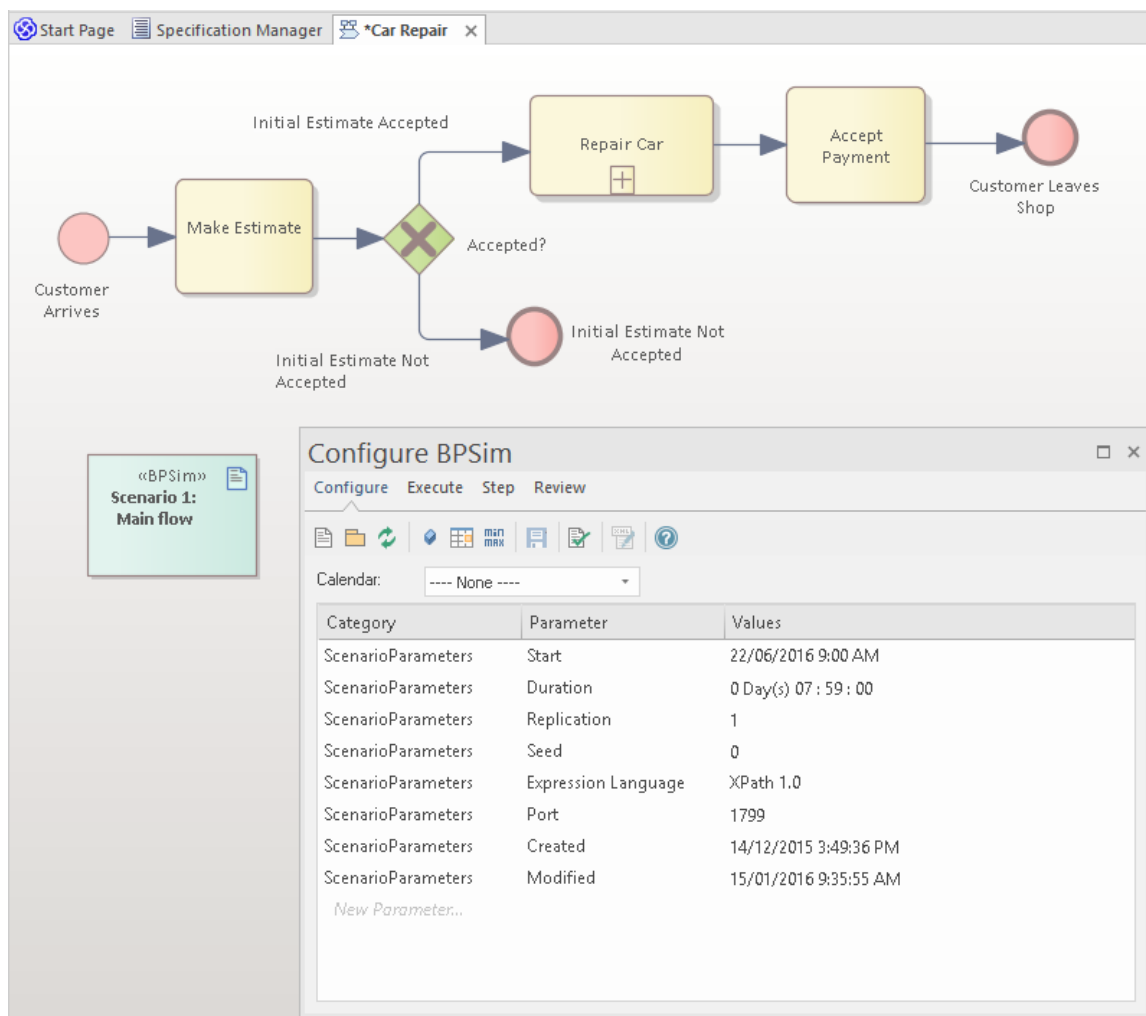 Start Page
Specification Manager
*Car Repair
Initial Estimate Accepted
Repair Car
Accept
Payment
Customer Leaves
Shop
Make Estimate
Accepted?
Customer
Arrives
Initial Estimate Not
Accepted
Initial Estimate Not
Accepted
«BPSim»
Scenario 1:
Main flow
Configure BPSim
Configure Execute Step Review
min
max
XML
Calendar: ---- None ----
Category Parameter Values
ScenarioParameters Start 22/06/2016 9:00 AM
ScenarioParameters Duration 0 Day(s) 07 : 59 : 00
ScenarioParameters Replication 1
ScenarioParameters Seed 0
ScenarioParameters Expression Language XPath 1.0
ScenarioParameters Port 1799
ScenarioParameters Created 14/12/2015 3:49:36 PM
ScenarioParameters Modified 15/01/2016 9:35:55 AM
New Parameter...